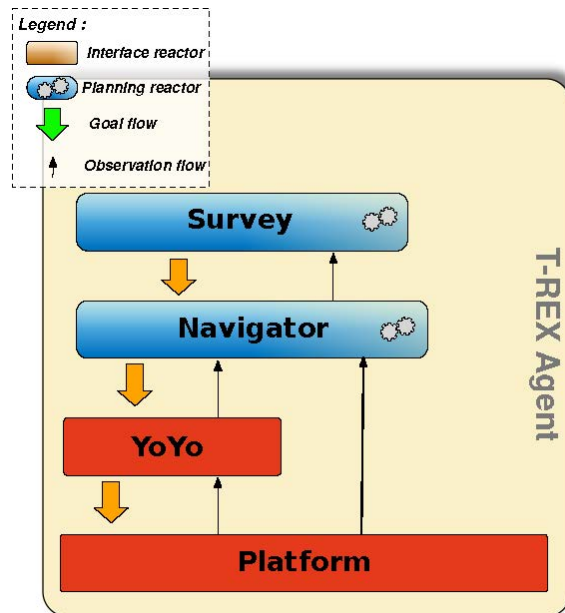 Legend :
Interface reactor
Planning reactor
Goal flow
Observation flow
Survey
Navigator
YoYo
Platform
T-REX Agent